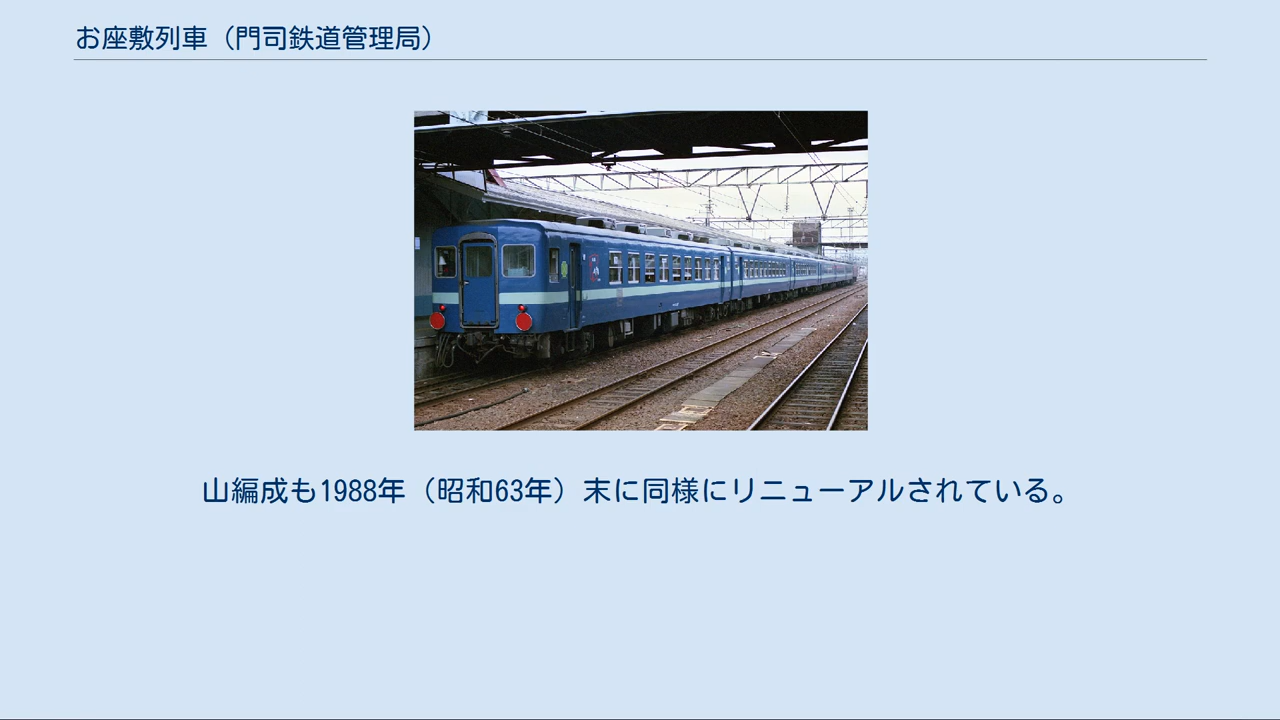 お座敷列車（門司鉄道管理局）
山編成も1988年（昭和63年）末に同様にリニューアルされている。